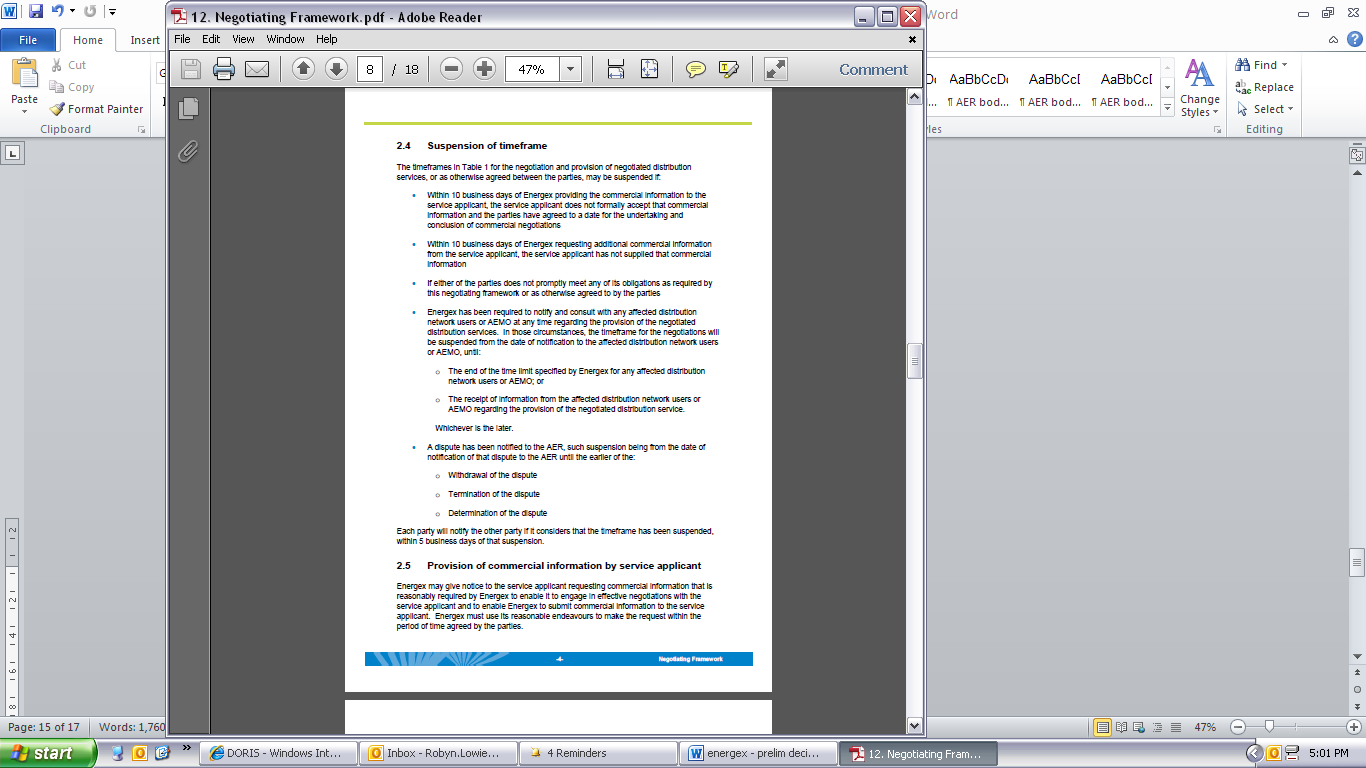 12. Negotiating Framework.pdf - Adobe Reader
Word
File Edit View Window Help
File Home Insert
8 / 18 47% Comment
Cut
Copy
Format Painter
Paste
Clipboard
AaBbCcDc AaBbCc[ AaBbCcDc
¶ AER bod... ¶ AER bod... ¶ AER bod...
Change Styles
Find
Replace
Select
Editing
2.4 Suspension of timeframe
The timeframes in Table 1 for the negotiation and provision of negotiated distribution
services, or as otherwise agreed between the parties, may be suspended if:
• Within 10 business days of Energex providing the commercial information to the
service applicant, the service applicant does not formally accept that commercial
information and the parties have agreed to a date for the undertaking and
conclusion of commercial negotiations
• Within 10 business days of Energex requesting additional commercial information
from the service applicant, the service applicant has not supplied that commercial
information
• If either of the parties does not promptly meet any of its obligations as required by
this negotiating framework or as otherwise agreed to by the parties
• Energex has been required to notify and consult with any affected distribution
network users or AEMO at any time regarding the provision of the negotiated
distribution services. In those circumstances, the timeframe for the negotiations will
be suspended from the date of notification to the affected distribution network users
or AEMO, until:
o The end of the time limit specified by Energex for any affected distribution
network users or AEMO; or
o The receipt of information from the affected distribution network users or
AEMO regarding the provision of the negotiated distribution service.
Whichever is the later.
• A dispute has been notified to the AER, such suspension being from the date of
notification of that dispute to the AER until the earlier of the:
o Withdrawal of the dispute
o Termination of the dispute
o Determination of the dispute
Each party will notify the other party if it considers that the timeframe has been suspended,
within 5 business days of that suspension.
2.5 Provision of commercial information by service applicant
Energex may give notice to the service applicant requesting commercial information that is
reasonably required by Energex to enable it to engage in effective negotiations with the
service applicant and to enable Energex to submit commercial information to the service
applicant. Energex must use its reasonable endeavours to make the request within the
period of time agreed by the parties.
-4- Negotiating Framework
Page: 15 of 17 Words: 1,760
47%
start
DORIS - Windows Int...
Inbox - Robyn.Lowie...
4 Reminders
energex - prelim deci...
12. Negotiating Fram...
5:01 PM